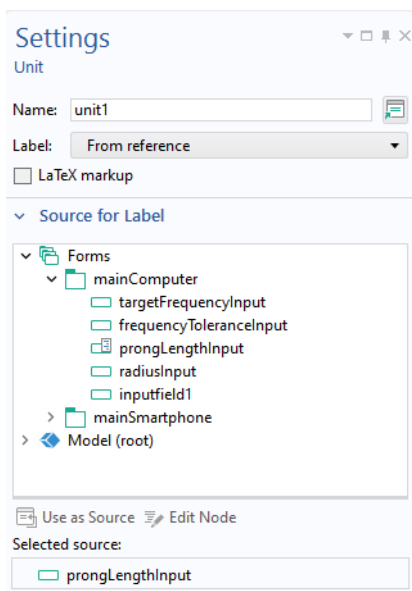 Settings
Unit
Name: unit1
Label: From reference
LaTeX markup
Source for Label
Forms
mainComputer
targetFrequencyInput
frequencyToleranceInput
prongLengthInput
radiusInput
inputfield1
mainSmartphone
Model (root)
Use as Source Edit Node
Selected source:
prongLengthInput